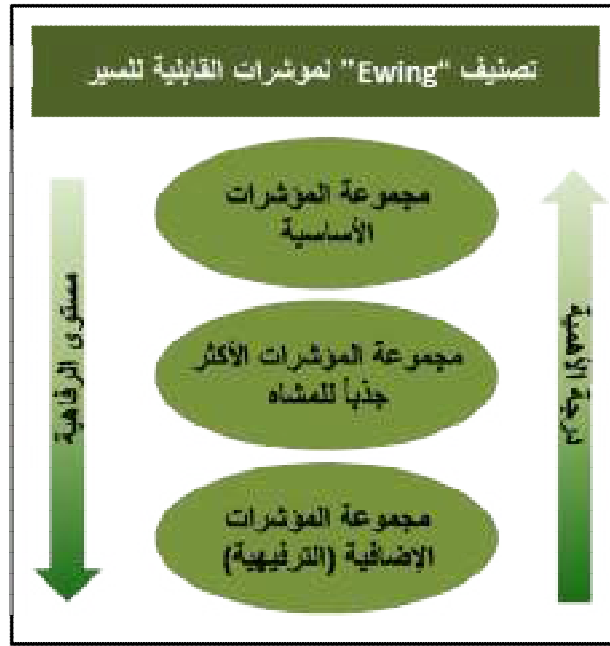 تصنيف "Ewing" لمؤشرات القابلية للسير
مجموعة المؤشرات
الأساسية
مجموعة المؤشرات الأكثر
جذباً للمشاه
مجموعة المؤشرات
الإضافية (الترفيهية)
درجة الأهمية
مستوى الرفاهية